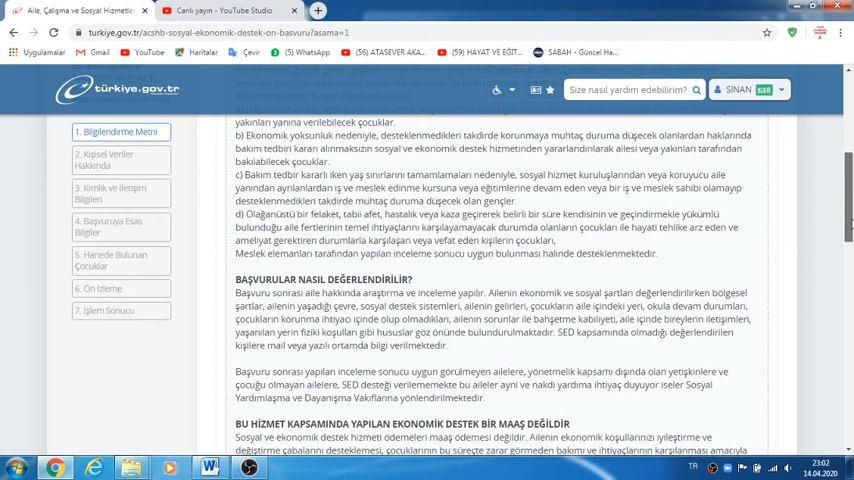 Aile, Çalışma ve Sosyal Hizmetler
Canlı yayın - YouTube Studio
turkiye.gov.tr/acshb-sosyal-ekonomik-destek-on-basvuru?asama=1
Uygulamalar
Gmail
YouTube
Haritalar
Çevir
(5) WhatsApp
(56) ATASEVER AKA...
(59) HAYAT VE EĞİT...
SABAH - Güncel Ha...
türkiye.gov.tr
Size nasıl yardım edebilirim?
SİNAN
1. Bilgilendirme Metni
2. Kişisel Veriler
Hakkında
3. Kimlik ve İletişim
Bilgileri
4. Başvuruya Esas
Bilgiler
5. Hanede Bulunan
Çocuklar
6. Ön İzleme
7. İşlem Sonucu
yakınları yanına verilebilecek çocuklar.
b) Ekonomik yoksunluk nedeniyle, desteklenmedikleri takdirde korunmaya muhtaç duruma düşecek olanlardan haklarında
bakım tedbiri kararı alınmaksızın sosyal ve ekonomik destek hizmetinden yararlandırılarak ailesi veya yakınları tarafından
bakılabilecek çocuklar.
c) Bakım tedbir kararlı iken yaş sınırlarını tamamlamaları nedeniyle, sosyal hizmet kuruluşlarından veya koruyucu aile
yanından ayrılanlardan iş ve meslek edinme kursuna veya eğitimlerine devam eden veya bir iş ve meslek sahibi olamayıp
desteklenmedikleri takdirde muhtaç duruma düşecek olan gençler.
d) Olağanüstü bir felaket, tabii afet, hastalık veya kaza geçirerek belirli bir süre kendisinin ve geçindirmekle yükümlü
bulunduğu aile fertlerinin temel ihtiyaçlarını karşılayamayacak durumda olanların çocukları ile hayati tehlike arz eden ve
ameliyat gerektiren durumlarla karşılaşan veya vefat eden kişilerin çocukları,
Meslek elemanları tarafından yapılan inceleme sonucu uygun bulunması halinde desteklenmektedir.
BAŞVURULAR NASIL DEĞERLENDİRİLİR?
Başvuru sonrası aile hakkında araştırma ve inceleme yapılır. Ailenin ekonomik ve sosyal şartları değerlendirilirken bölgesel
şartlar, ailenin yaşadığı çevre, sosyal destek sistemleri, ailenin gelirleri, çocukların aile içindeki yeri, okula devam durumları,
çocukların korunma ihtiyacı içinde olup olmadıkları, ailenin sorunlar ile bahşetme kabiliyeti, aile içinde bireylerin iletişimleri,
yaşanılan yerin fiziki koşulları gibi hususlar göz önünde bulundurulmaktadır. SED kapsamında olmadığı değerlendirilen
kişilere mail veya yazılı ortamda bilgi verilmektedir.
Başvuru sonrası yapılan inceleme sonucu uygun görülmeyen ailelere, yönetmelik kapsamı dışında olan yetişkinlere ve
çocuğu olmayan ailelere, SED desteği verilememekte bu aileler ayni ve nakdi yardıma ihtiyaç duyuyor iseler Sosyal
Yardımlaşma ve Dayanışma Vakıflarına yönlendirilmektedir.
BU HİZMET KAPSAMINDA YAPILAN EKONOMİK DESTEK BİR MAAŞ DEĞİLDİR
Sosyal ve ekonomik destek hizmeti ödemeleri maaş ödemesi değildir. Ailenin ekonomik koşullarınızı iyileştirme ve
değiştirme çabalarını desteklemesi, çocuklarının bu süreçte zarar görmeden bakımı ve ihtiyaçlarının karşılanması amacıyla
TR
23:02
14.04.2020